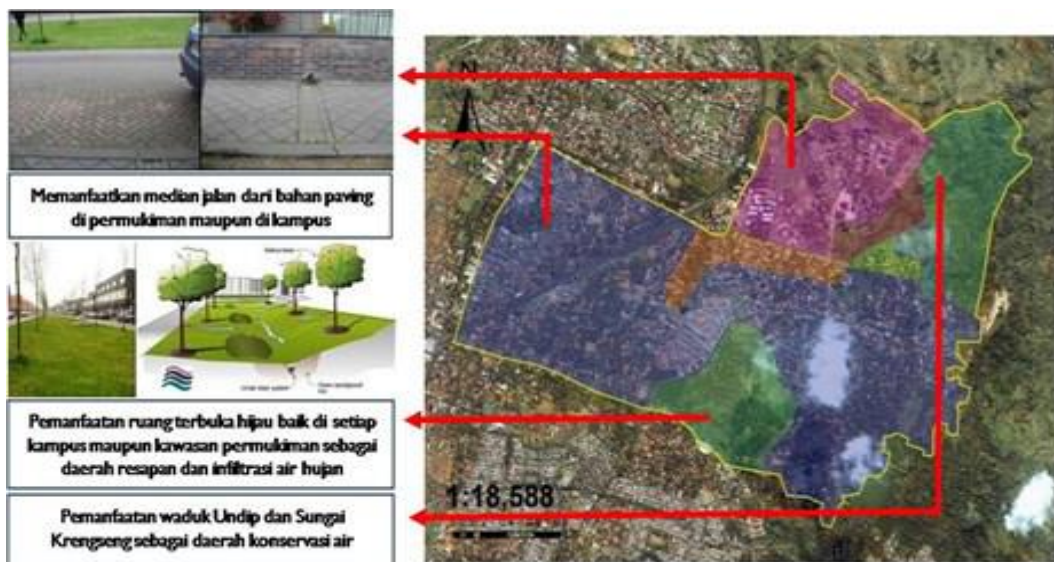 Memanfaatkan median jalan dari bahan paving
di permukiman maupun di kampus
Pemanfaatan ruang terbuka hijau baik di setiap
kampus maupun kawasan permukiman sebagai
daerah resapan dan infiltrasi air hujan
Pemanfaatan waduk Undip dan Sungai
Krengseng sebagai daerah konservasi air
N
1:18,588